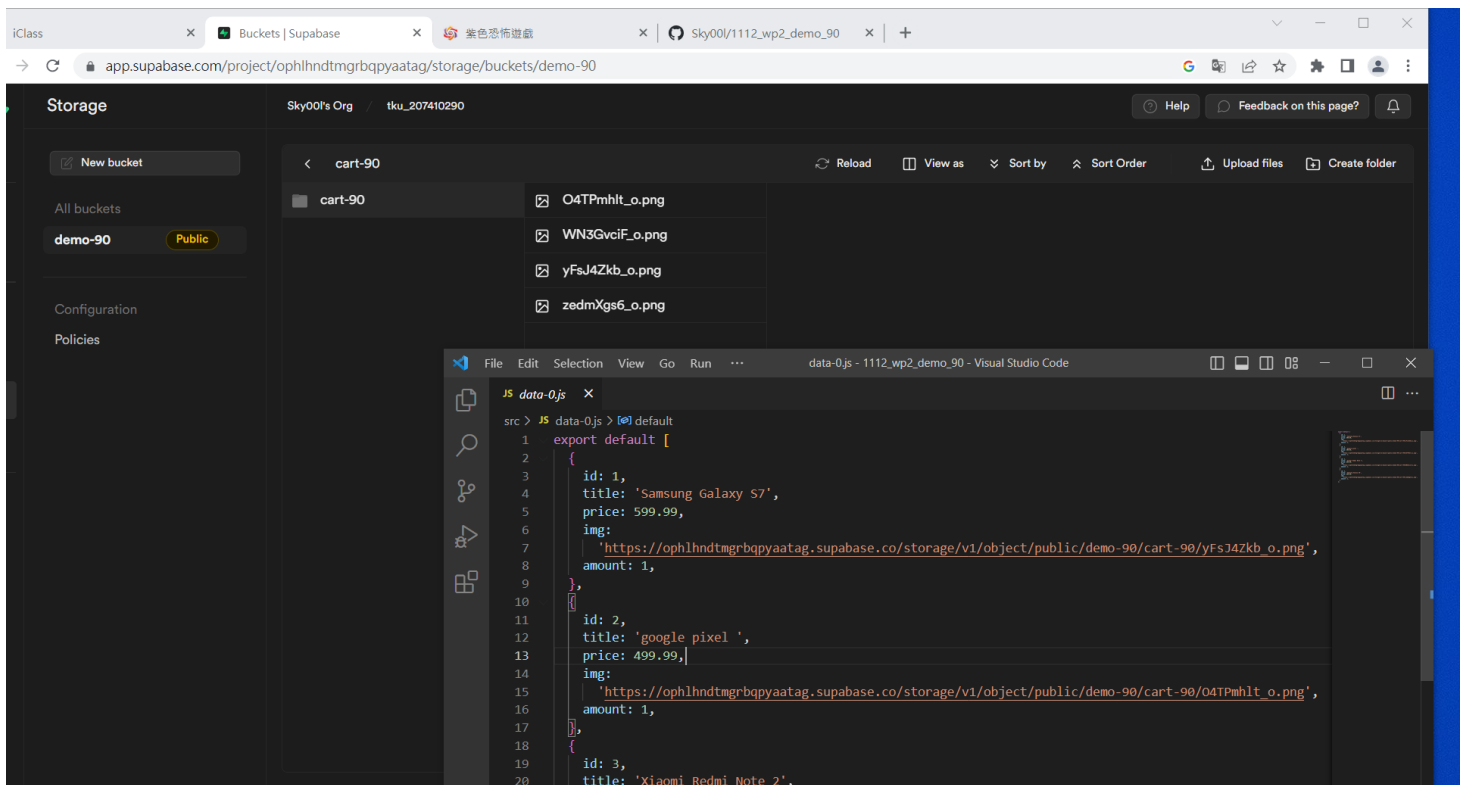 iClass
Buckets | Supabase
紫色恐怖遊戲
Sky00l/1112_wp2_demo_90
app.supabase.com/project/ophlhndtmgrbqpyaatag/storage/buckets/demo-90
Storage
Sky00l's Org / tku_207410290
Help
Feedback on this page?
New bucket
cart-90
Reload
View as
Sort by
Sort Order
Upload files
Create folder
All buckets
demo-90
Public
cart-90
O4TPmhlt_o.png
WN3GvciF_o.png
yFsJ4Zkb_o.png
zedmXgs6_o.png
Configuration
Policies
File Edit Selection View Go Run ···
data-0.js - 1112_wp2_demo_90 - Visual Studio Code
JS data-0.js
src > JS data-0.js > default
1 export default [
2 {
3 id: 1,
4 title: 'Samsung Galaxy S7',
5 price: 599.99,
6 img:
7 'https://ophlhndtmgrbqpyaatag.supabase.co/storage/v1/object/public/demo-90/cart-90/yFsJ4Zkb_o.png',
8 amount: 1,
9 },
10 {
11 id: 2,
12 title: 'google pixel ',
13 price: 499.99,
14 img:
15 'https://ophlhndtmgrbqpyaatag.supabase.co/storage/v1/object/public/demo-90/cart-90/O4TPmhlt_o.png',
16 amount: 1,
17 },
18 {
19 id: 3,
20 title: 'Xiaomi Redmi Note 2',